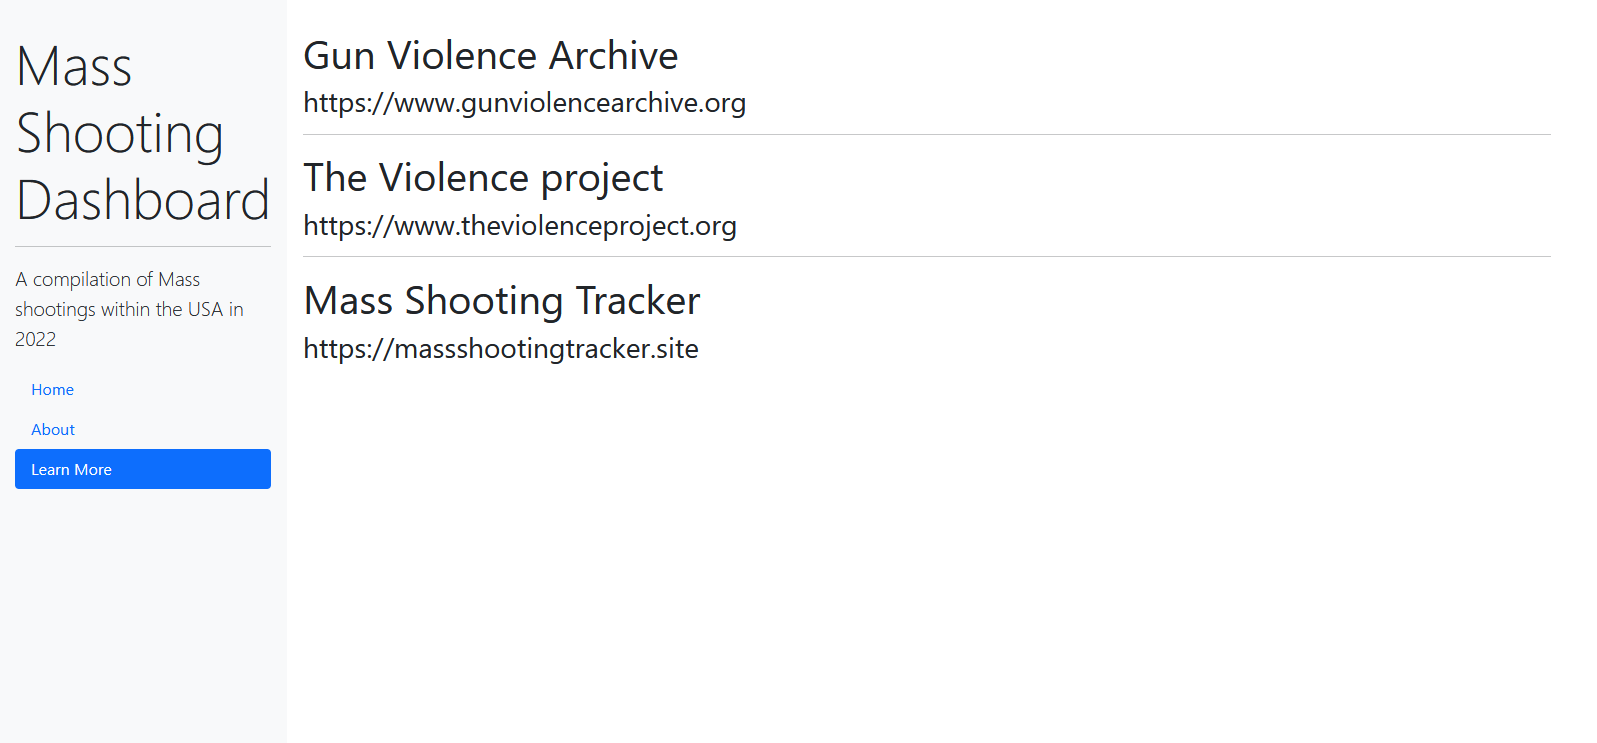 Mass
Shooting
Dashboard
A compilation of Mass
shootings within the USA in
2022
Home
About
Learn More
Gun Violence Archive
https://www.gunviolencearchive.org
The Violence project
https://www.theviolenceproject.org
Mass Shooting Tracker
https://massshootingtracker.site